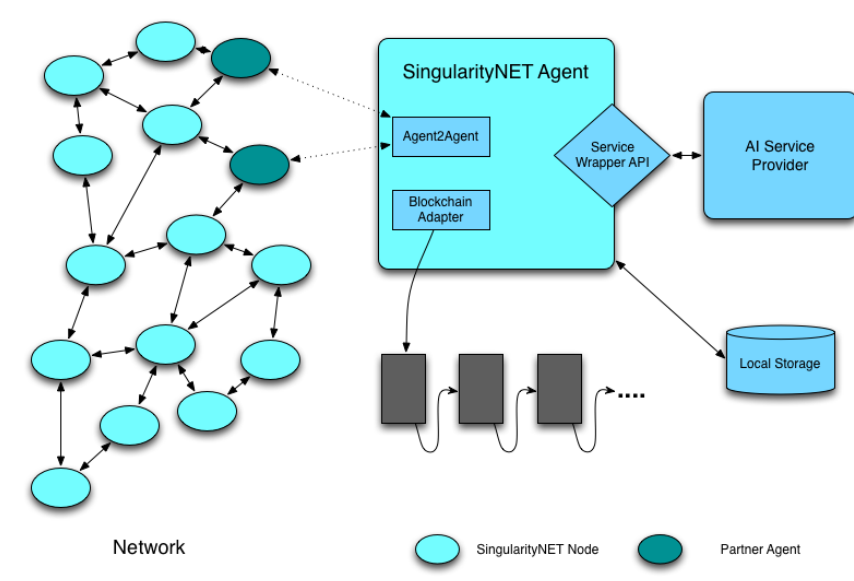 SingularityNET Agent
Agent2Agent
Service
Wrapper API
AI Service
Provider
Blockchain
Adapter
Local Storage
....
Network
SingularityNET Node
Partner Agent